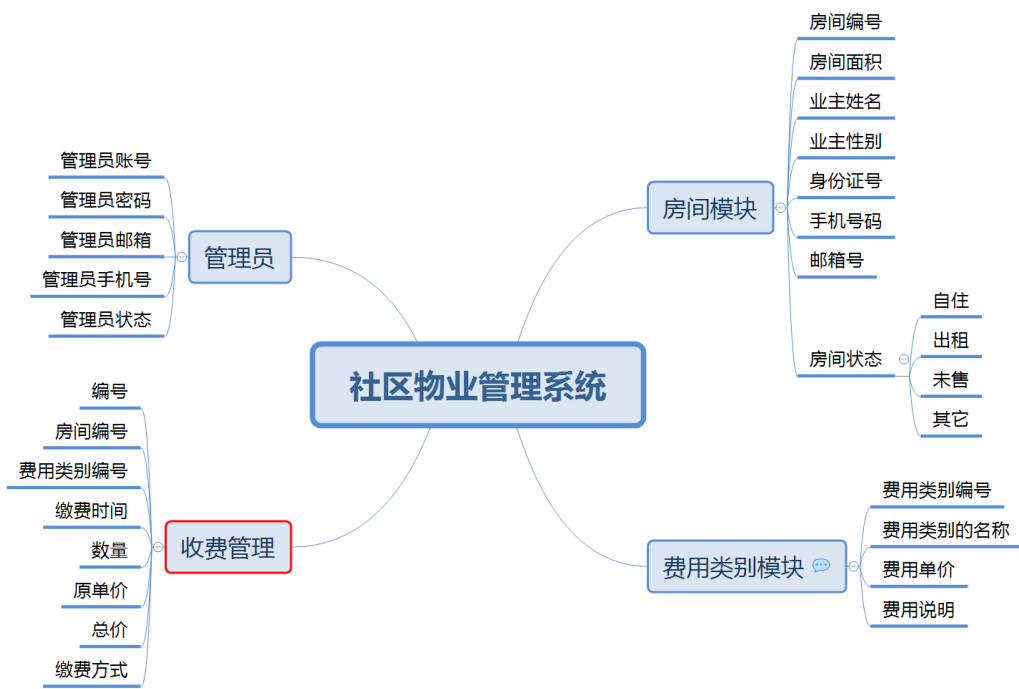 社区物业管理系统
房间模块
房间编号
房间面积
业主姓名
业主性别
身份证号
手机号码
邮箱号
房间状态
自住
出租
未售
其它
费用类别模块
费用类别编号
费用类别的名称
费用单价
费用说明
管理员
管理员账号
管理员密码
管理员邮箱
管理员手机号
管理员状态
收费管理
编号
房间编号
费用类别编号
缴费时间
数量
原单价
总价
缴费方式